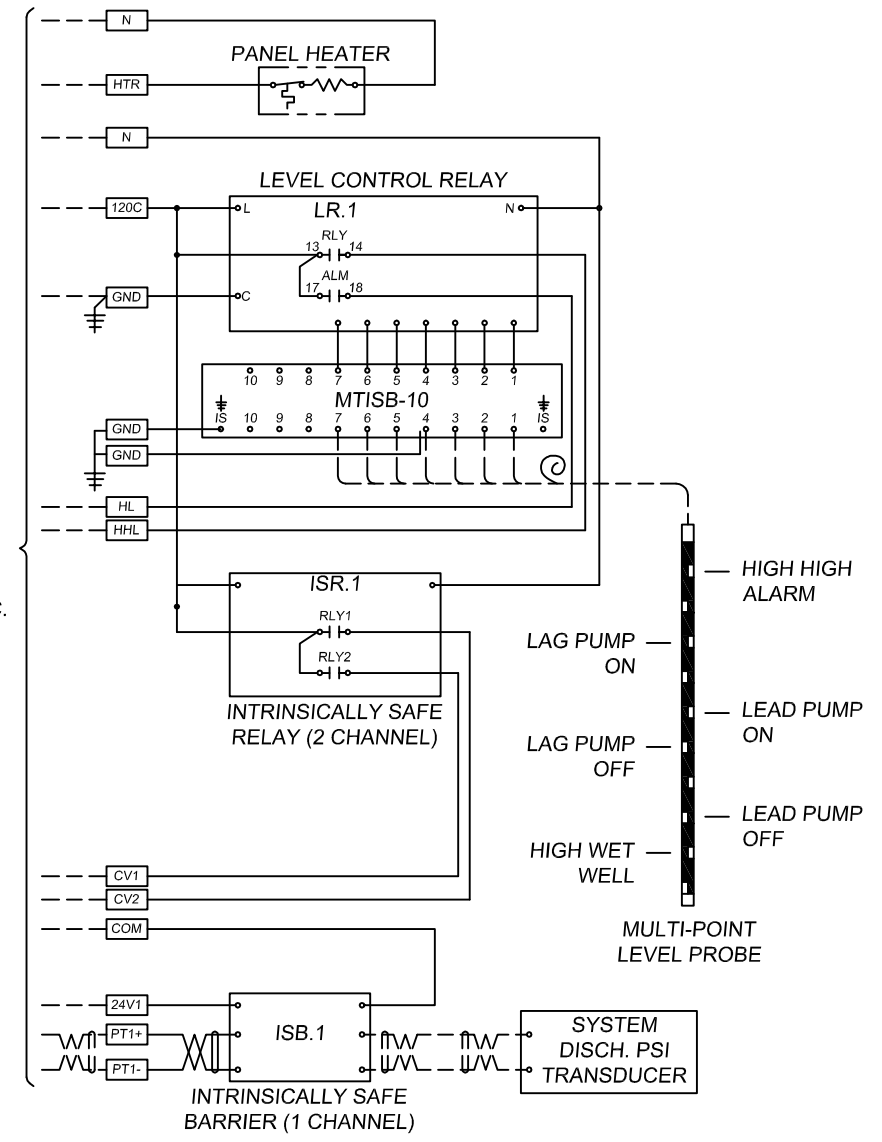 N
PANEL HEATER
HTR
N
LEVEL CONTROL RELAY
120C
L
LR.1
N
RLY
13 14
ALM
17 18
GND
C
10 9 8 7 6 5 4 3 2 1
MTISB-10
IS 10 9 8 7 6 5 4 3 2 1 IS
GND
GND
HL
HHL
ISR.1
RLY1
RLY2
INTRINSICALLY SAFE
RELAY (2 CHANNEL)
HIGH HIGH
ALARM
LAG PUMP
ON
LEAD PUMP
ON
LAG PUMP
OFF
LEAD PUMP
OFF
HIGH WET
WELL
MULTI-POINT
LEVEL PROBE
CV1
CV2
COM
24V1
PT1+
PT1-
ISB.1
INTRINSICALLY SAFE
BARRIER (1 CHANNEL)
SYSTEM
DISCH. PSI
TRANSDUCER